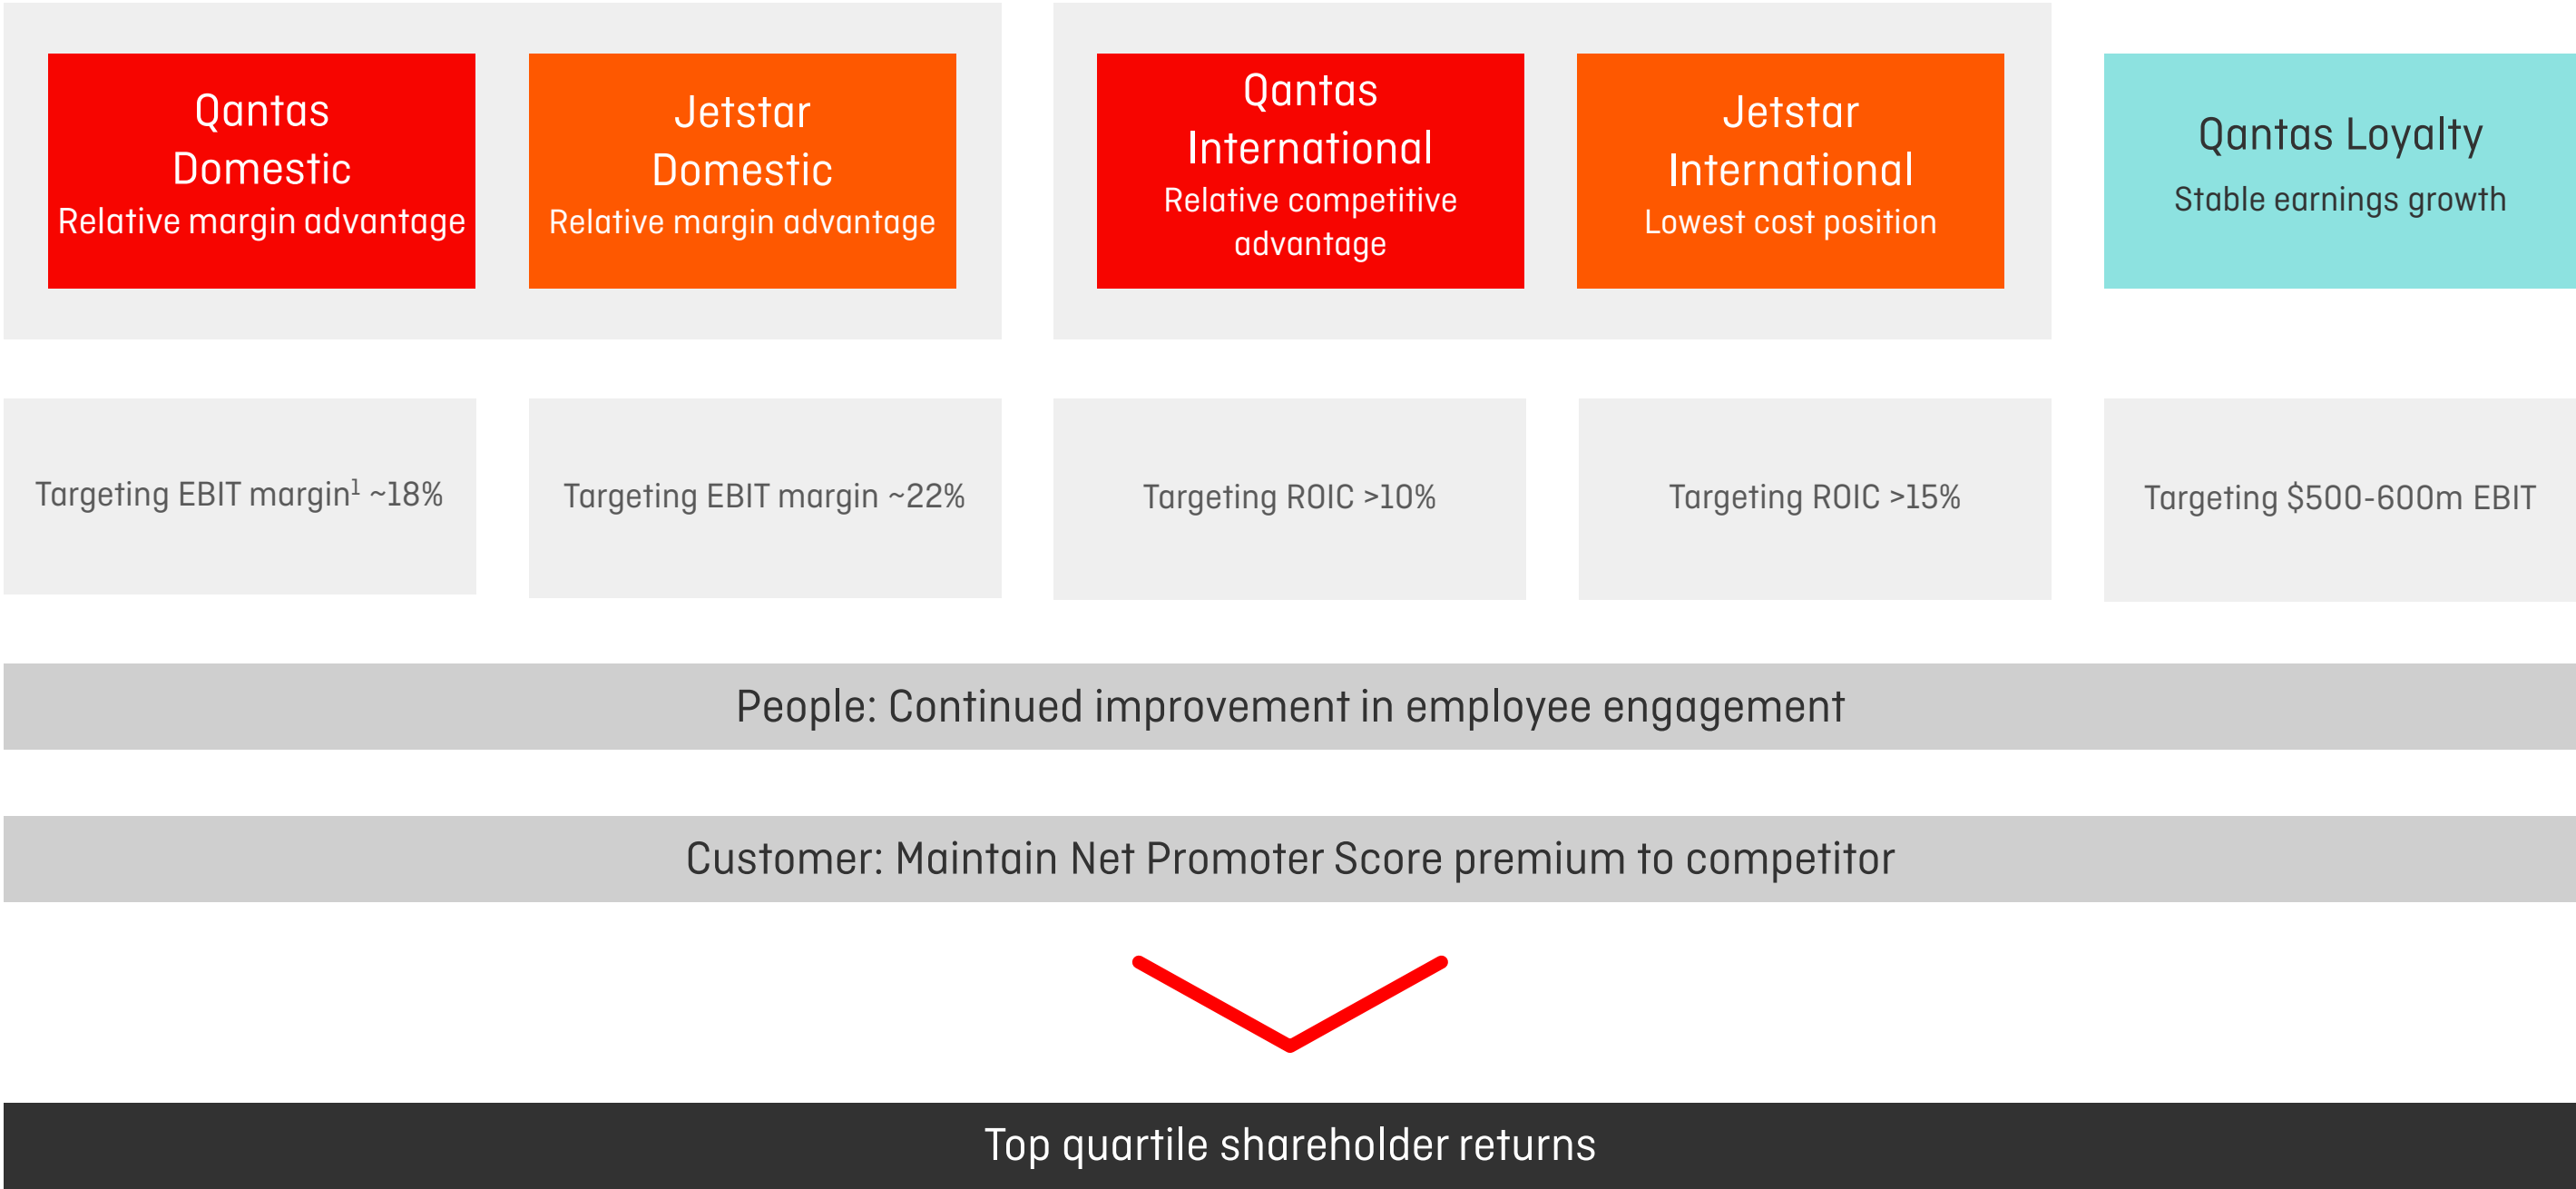 Qantas
Domestic
Relative margin advantage
Jetstar
Domestic
Relative margin advantage
Qantas
International
Relative competitive
advantage
Jetstar
International
Lowest cost position
Qantas Loyalty
Stable earnings growth
Targeting EBIT margin¹ ~18%
Targeting EBIT margin ~22%
Targeting ROIC >10%
Targeting ROIC >15%
Targeting $500-600m EBIT
People: Continued improvement in employee engagement
Customer: Maintain Net Promoter Score premium to competitor
Top quartile shareholder returns